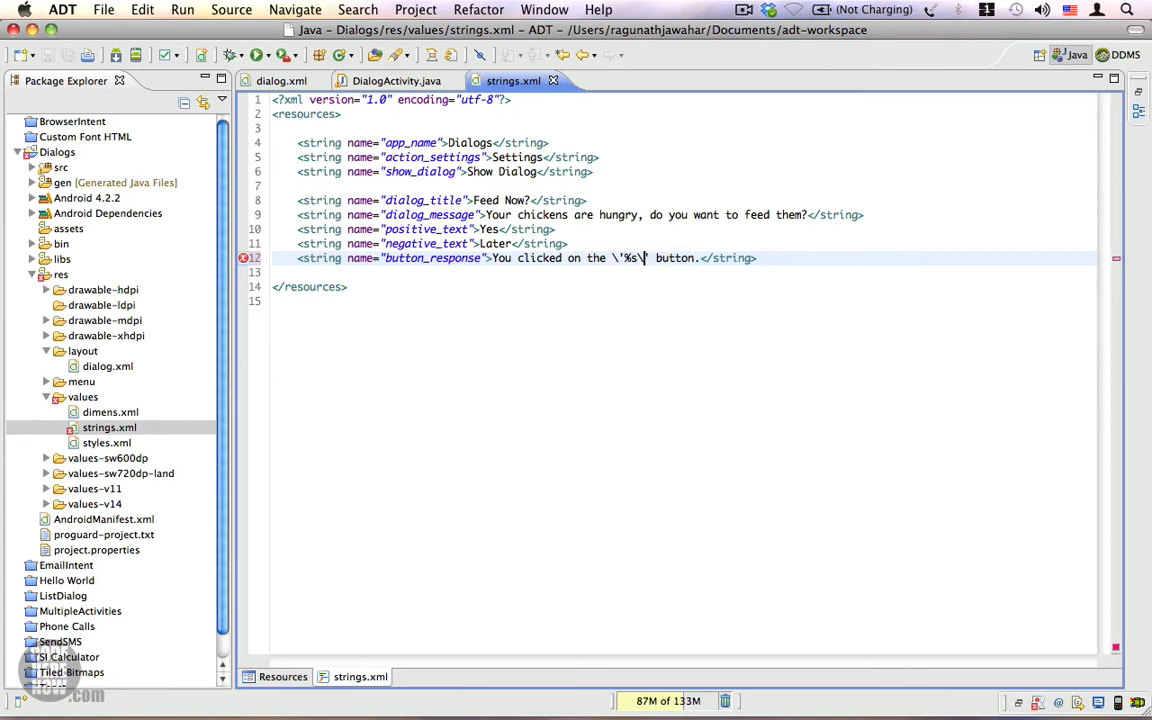 ADT File Edit Run Source Navigate Search Project Refactor Window Help (Not Charging)
Java - Dialogs/res/values/strings.xml - ADT - /Users/ragunathjawahar/Documents/adt-workspace
Java DDMS
Package Explorer
dialog.xml DialogActivity.java strings.xml
BrowserIntent
Custom Font HTML
Dialogs
src
gen [Generated Java Files]
Android 4.2.2
Android Dependencies
assets
bin
libs
res
drawable-hdpi
drawable-ldpi
drawable-mdpi
drawable-xhdpi
layout
dialog.xml
menu
values
dimens.xml
strings.xml
styles.xml
values-sw600dp
values-sw720dp-land
values-v11
values-v14
AndroidManifest.xml
proguard-project.txt
project.properties
EmailIntent
Hello World
ListDialog
MultipleActivities
Phone Calls
SendSMS
SI Calculator
Tiled-Bitmaps
1 <?xml version="1.0" encoding="utf-8"?>
2 <resources>
3
4 <string name="app_name">Dialogs</string>
5 <string name="action_settings">Settings</string>
6 <string name="show_dialog">Show Dialog</string>
7
8 <string name="dialog_title">Feed Now?</string>
9 <string name="dialog_message">Your chickens are hungry, do you want to feed them?</string>
10 <string name="positive_text">Yes</string>
11 <string name="negative_text">Later</string>
12 <string name="button_response">You clicked on the \'%s\' button.</string>
13
14 </resources>
15
Resources strings.xml
87M of 133M
.com